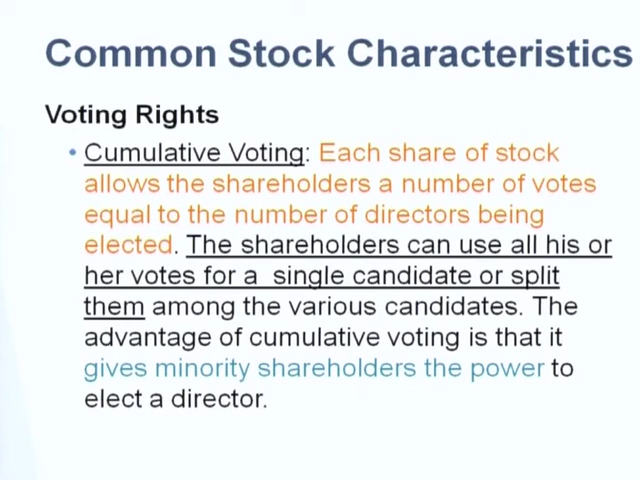 Common Stock Characteristics
Voting Rights
• Cumulative Voting: Each share of stock
allows the shareholders a number of votes
equal to the number of directors being
elected. The shareholders can use all his or
her votes for a single candidate or split
them among the various candidates. The
advantage of cumulative voting is that it
gives minority shareholders the power to
elect a director.